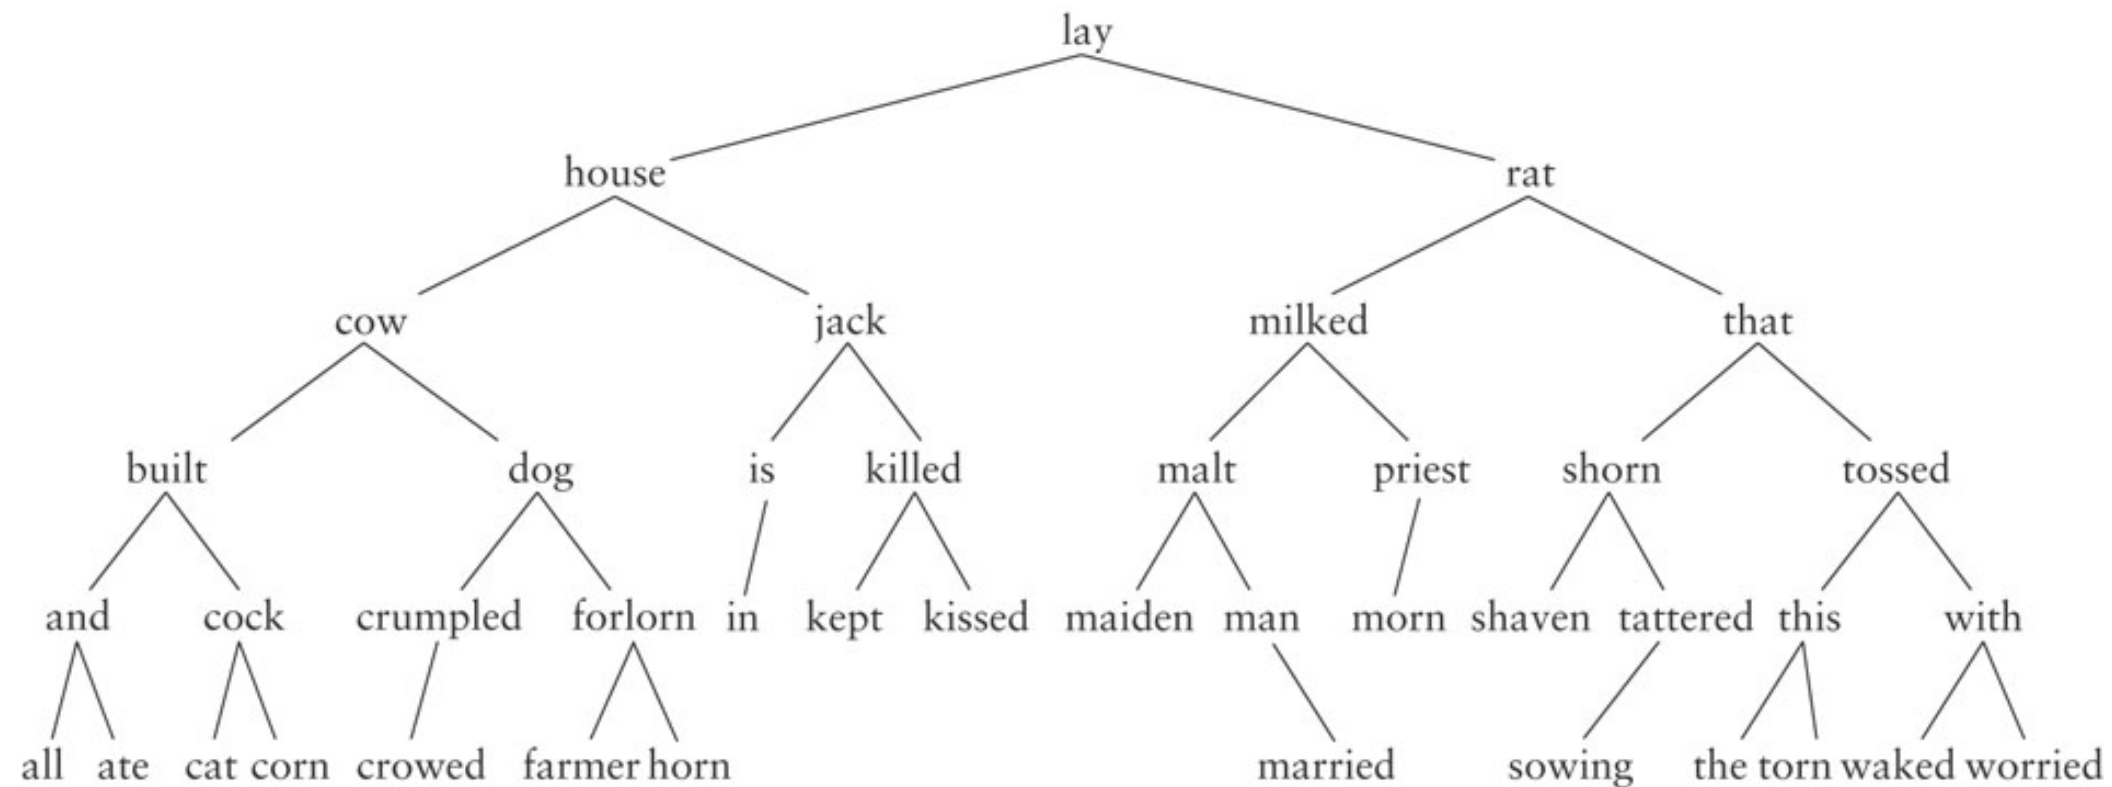 lay
house rat
cow jack milked that
built dog is killed malt priest shorn tossed
and cock crumpled forlorn in kept kissed maiden man morn shaven tattered this with
all ate cat corn crowed farmer horn married sowing the torn waked worried